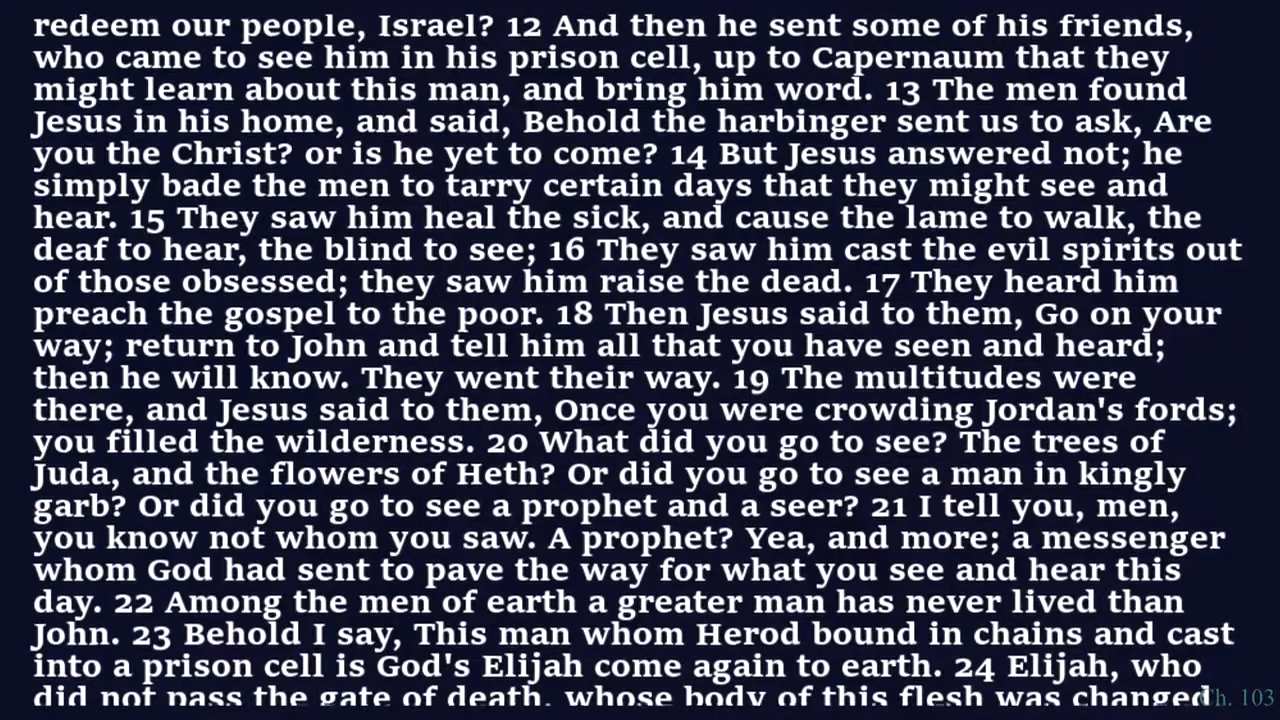 redeem our people, Israel? 12 And then he sent some of his friends,
who came to see him in his prison cell, up to Capernaum that they
might learn about this man, and bring him word. 13 The men found
Jesus in his home, and said, Behold the harbinger sent us to ask, Are
you the Christ? or is he yet to come? 14 But Jesus answered not; he
simply bade the men to tarry certain days that they might see and
hear. 15 They saw him heal the sick, and cause the lame to walk, the
deaf to hear, the blind to see; 16 They saw him cast the evil spirits out
of those obsessed; they saw him raise the dead. 17 They heard him
preach the gospel to the poor. 18 Then Jesus said to them, Go on your
way; return to John and tell him all that you have seen and heard;
then he will know. They went their way. 19 The multitudes were
there, and Jesus said to them, Once you were crowding Jordan's fords;
you filled the wilderness. 20 What did you go to see? The trees of
Juda, and the flowers of Heth? Or did you go to see a man in kingly
garb? Or did you go to see a prophet and a seer? 21 I tell you, men,
you know not whom you saw. A prophet? Yea, and more; a messenger
whom God had sent to pave the way for what you see and hear this
day. 22 Among the men of earth a greater man has never lived than
John. 23 Behold I say, This man whom Herod bound in chains and cast
into a prison cell is God's Elijah come again to earth. 24 Elijah, who
did not pass the gate of death, whose body of this flesh was changed
Ch. 103